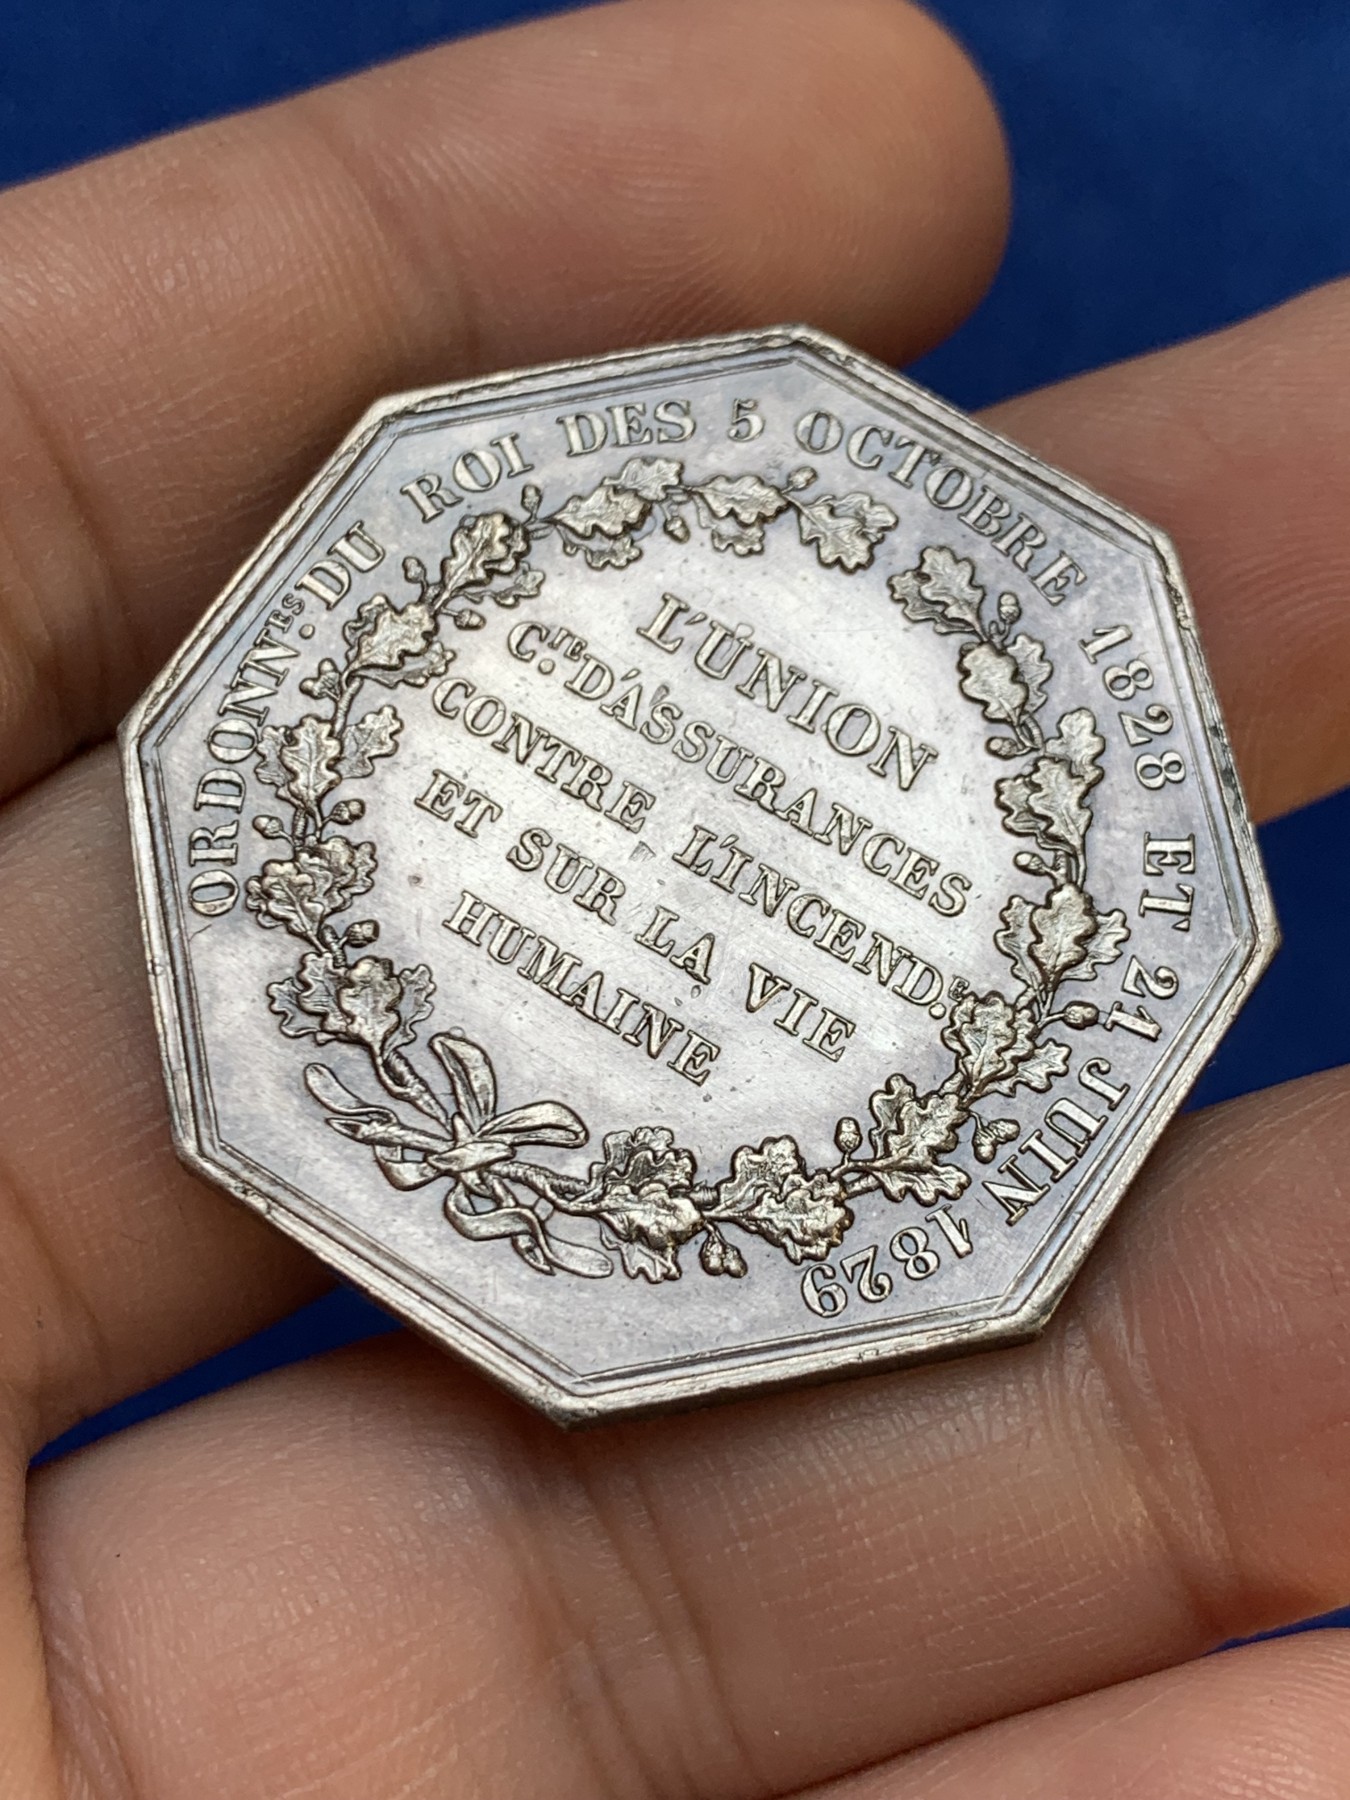 ORDONN.ES DU ROI DES 5 OCTOBRE 1828 ET 21 JUIN 1829
L'UNION
C.TE D'ASSURANCES
CONTRE L'INCEND.E
ET SUR LA VIE
HUMAINE